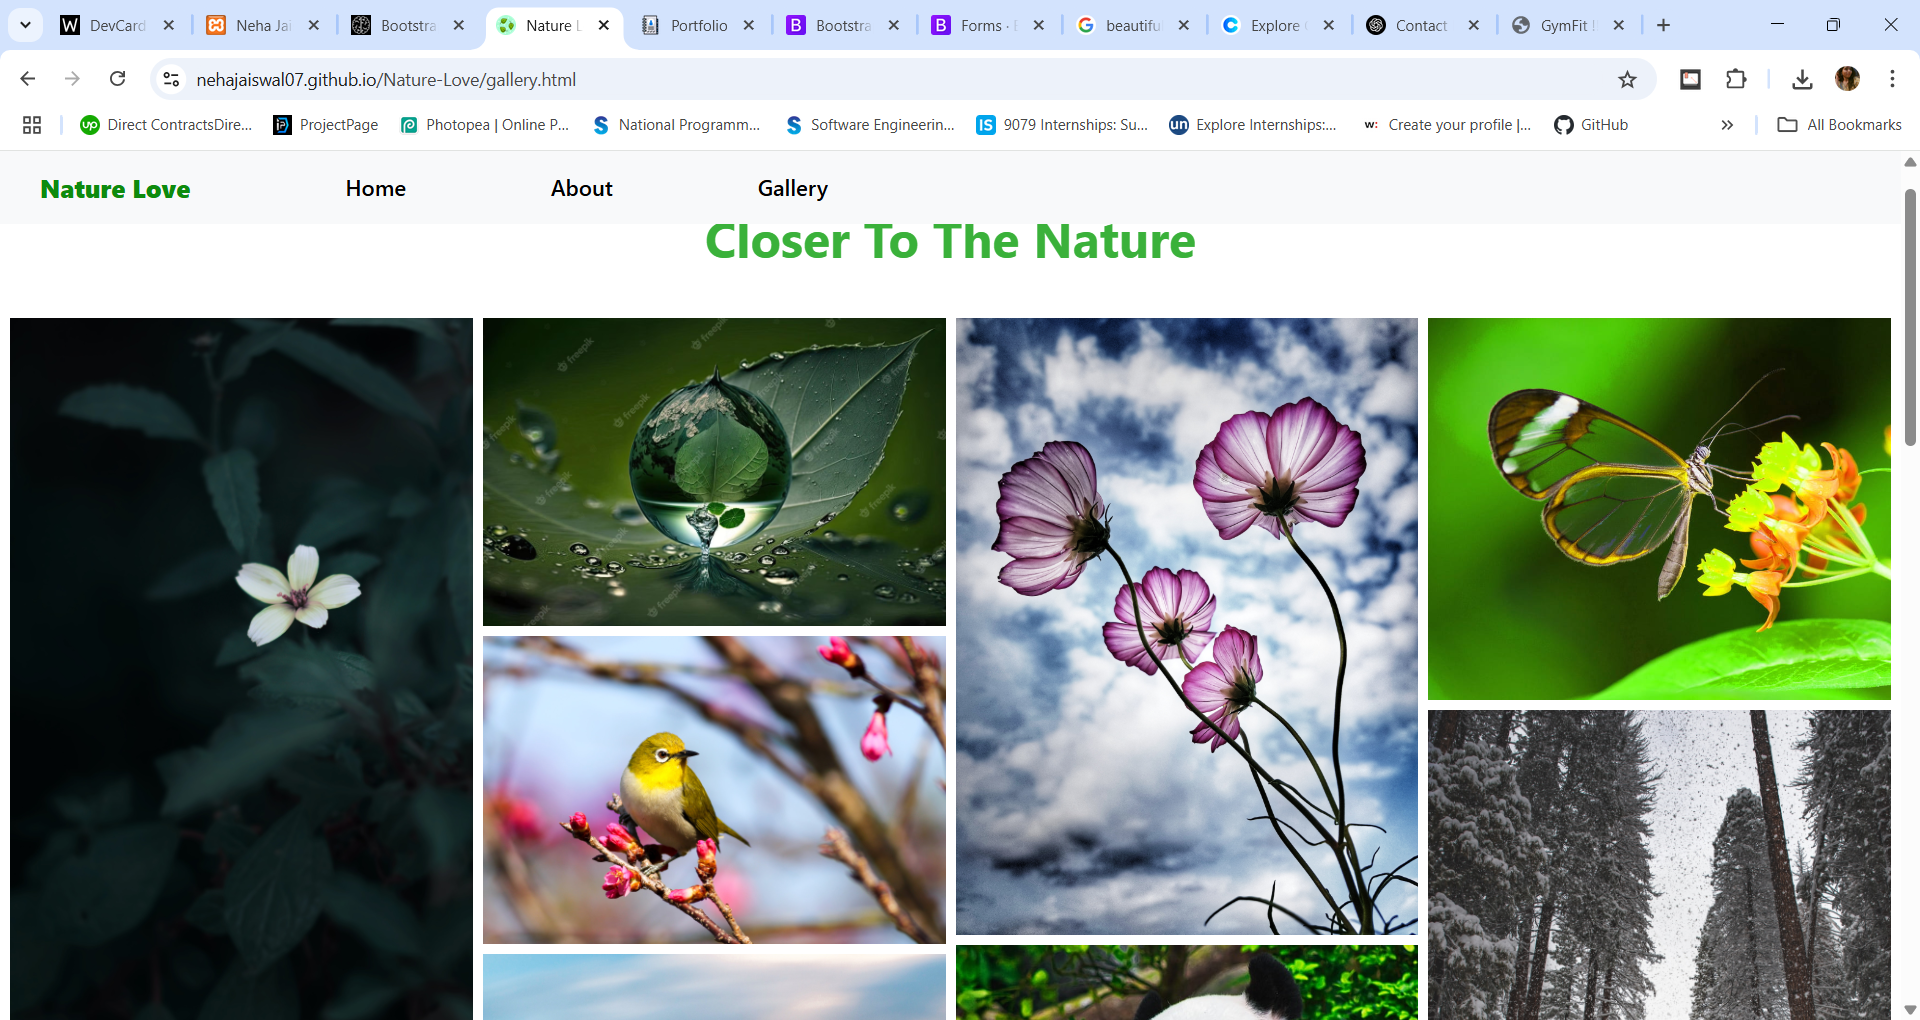 DevCard
Neha Jai
Bootstra
Nature L
Portfolio
Bootstra
Forms · B
beautiful
Explore C
Contact
GymFit !
nehajaiswal07.github.io/Nature-Love/gallery.html
Direct ContractsDire...
ProjectPage
Photopea | Online P...
National Programm...
Software Engineerin...
9079 Internships: Su...
Explore Internships:...
Create your profile |...
GitHub
All Bookmarks
Nature Love
Home
About
Gallery
Closer To The Nature